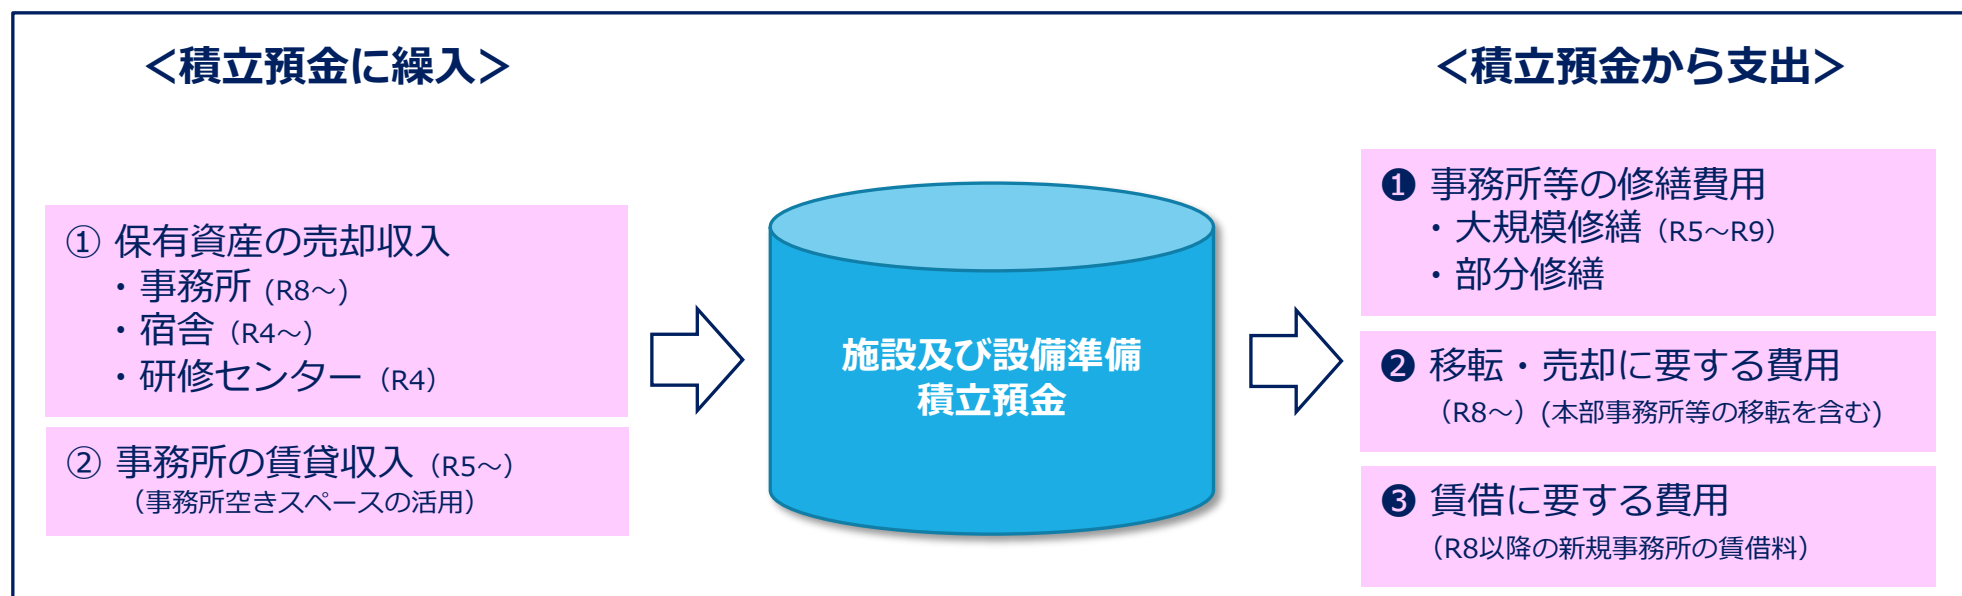 ＜積立預金に繰入＞
① 保有資産の売却収入
・事務所 (R8～)
・宿舎（R4～）
・研修センター（R4）
② 事務所の賃貸収入（R5～）
（事務所空きスペースの活用）
施設及び設備準備
積立預金
＜積立預金から支出＞
❶ 事務所等の修繕費用
・大規模修繕（R5～R9）
・部分修繕
❷ 移転・売却に要する費用
（R8～）(本部事務所等の移転を含む)
❸ 賃借に要する費用
（R8以降の新規事務所の賃借料）